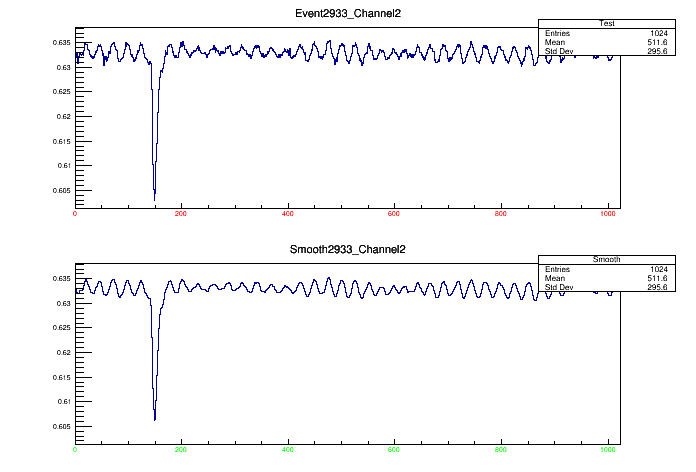 Event2933_Channel2
Test
Entries 1024
Mean 511.6
Std Dev 295.6
0.635
0.63
0.625
0.62
0.615
0.61
0.605
0 200 400 600 800 1000
Smooth2933_Channel2
Smooth
Entries 1024
Mean 511.6
Std Dev 295.6
0.635
0.63
0.625
0.62
0.615
0.61
0.605
0 200 400 600 800 1000